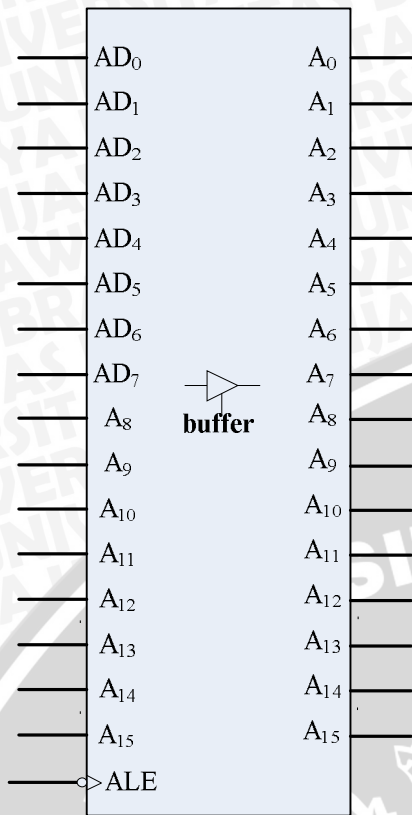 AD₀ A₀
AD₁ A₁
AD₂ A₂
AD₃ A₃
AD₄ A₄
AD₅ A₅
AD₆ A₆
AD₇ A₇
A₈ A₈
buffer
A₉ A₉
A₁₀ A₁₀
A₁₁ A₁₁
A₁₂ A₁₂
A₁₃ A₁₃
A₁₄ A₁₄
A₁₅ A₁₅
ALE